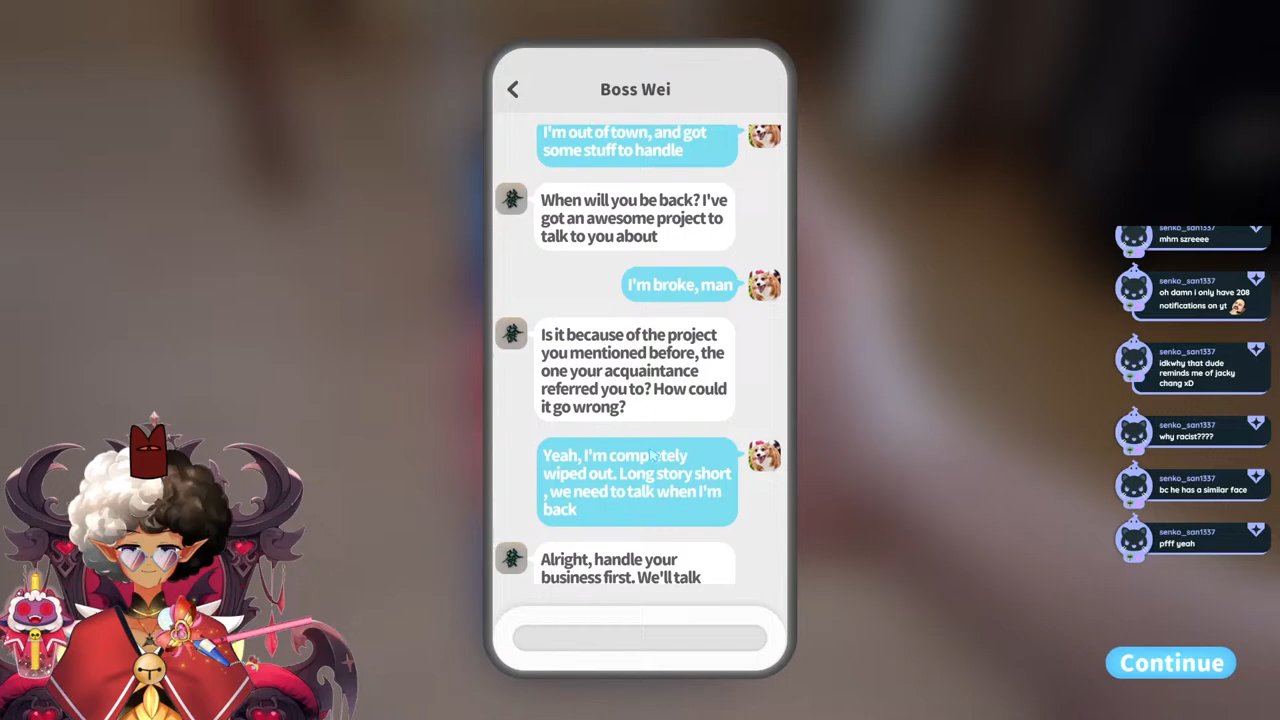 Boss Wei
I'm out of town, and got
some stuff to handle
When will you be back? I've
got an awesome project to
talk to you about
I'm broke, man
Is it because of the project
you mentioned before, the
one your acquaintance
referred you to? How could
it go wrong?
Yeah, I'm completely
wiped out. Long story short
, we need to talk when I'm
back
Alright, handle your
business first. We'll talk
senko_san1337
mhm szreeee
senko_san1337
oh damn i only have 208
notifications on yt
senko_san1337
idkwhy that dude
reminds me of jacky
chang xD
senko_san1337
why racist????
senko_san1337
bc he has a similar face
senko_san1337
pfff yeah
Continue